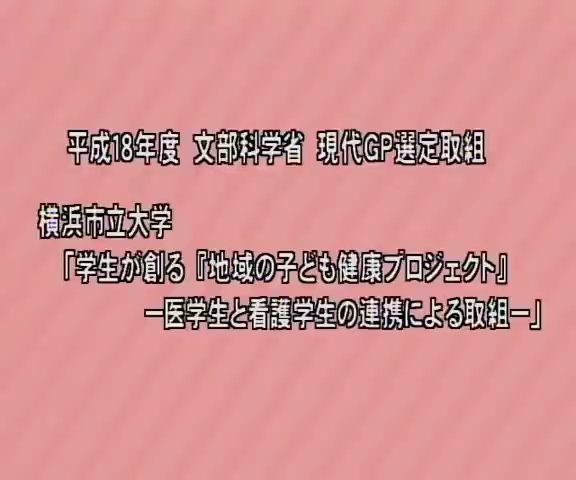 平成18年度 文部科学省 現代GP選定取組
横浜市立大学
「学生が創る『地域の子ども健康プロジェクト』
ー医学生と看護学生の連携による取組ー」